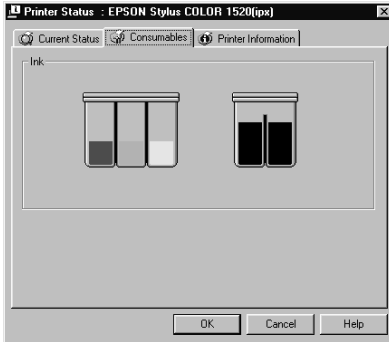 Printer Status : EPSON Stylus COLOR 1520(ipx)
Current Status Consumables Printer Information
Ink
OK Cancel Help